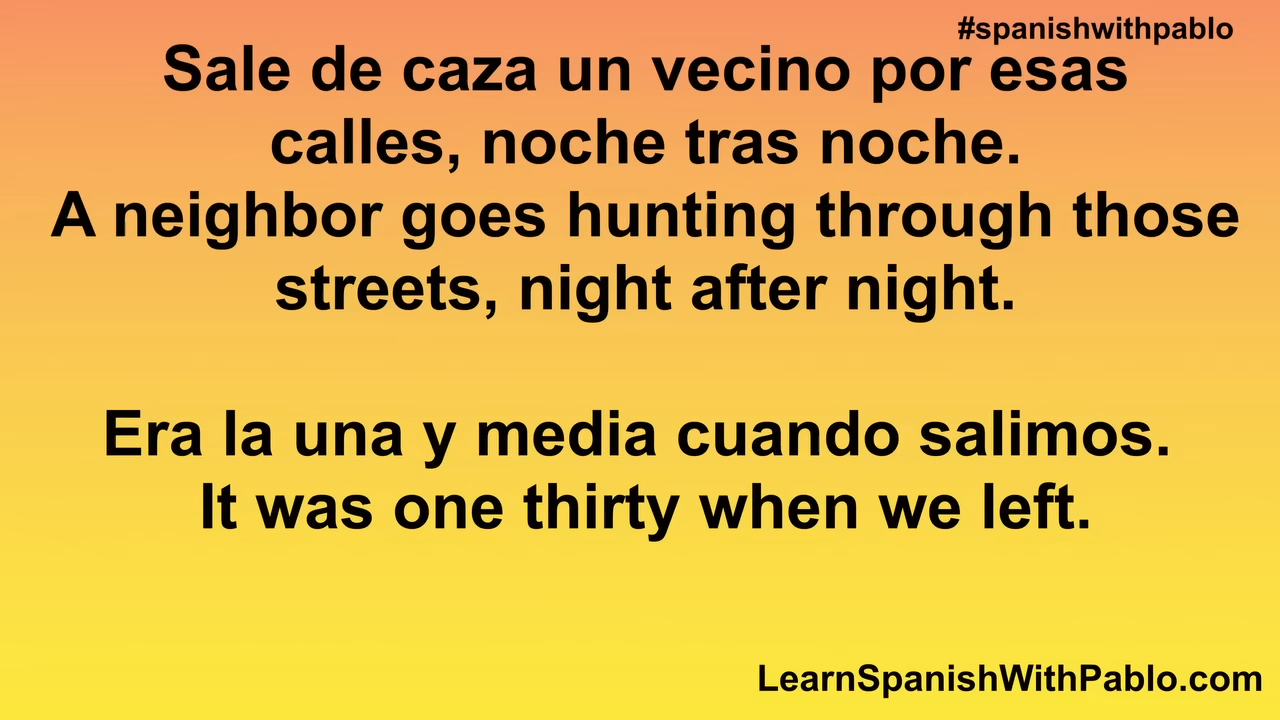 #spanishwithpablo
Sale de caza un vecino por esas
calles, noche tras noche.
A neighbor goes hunting through those
streets, night after night.
Era la una y media cuando salimos.
It was one thirty when we left.
LearnSpanishWithPablo.com